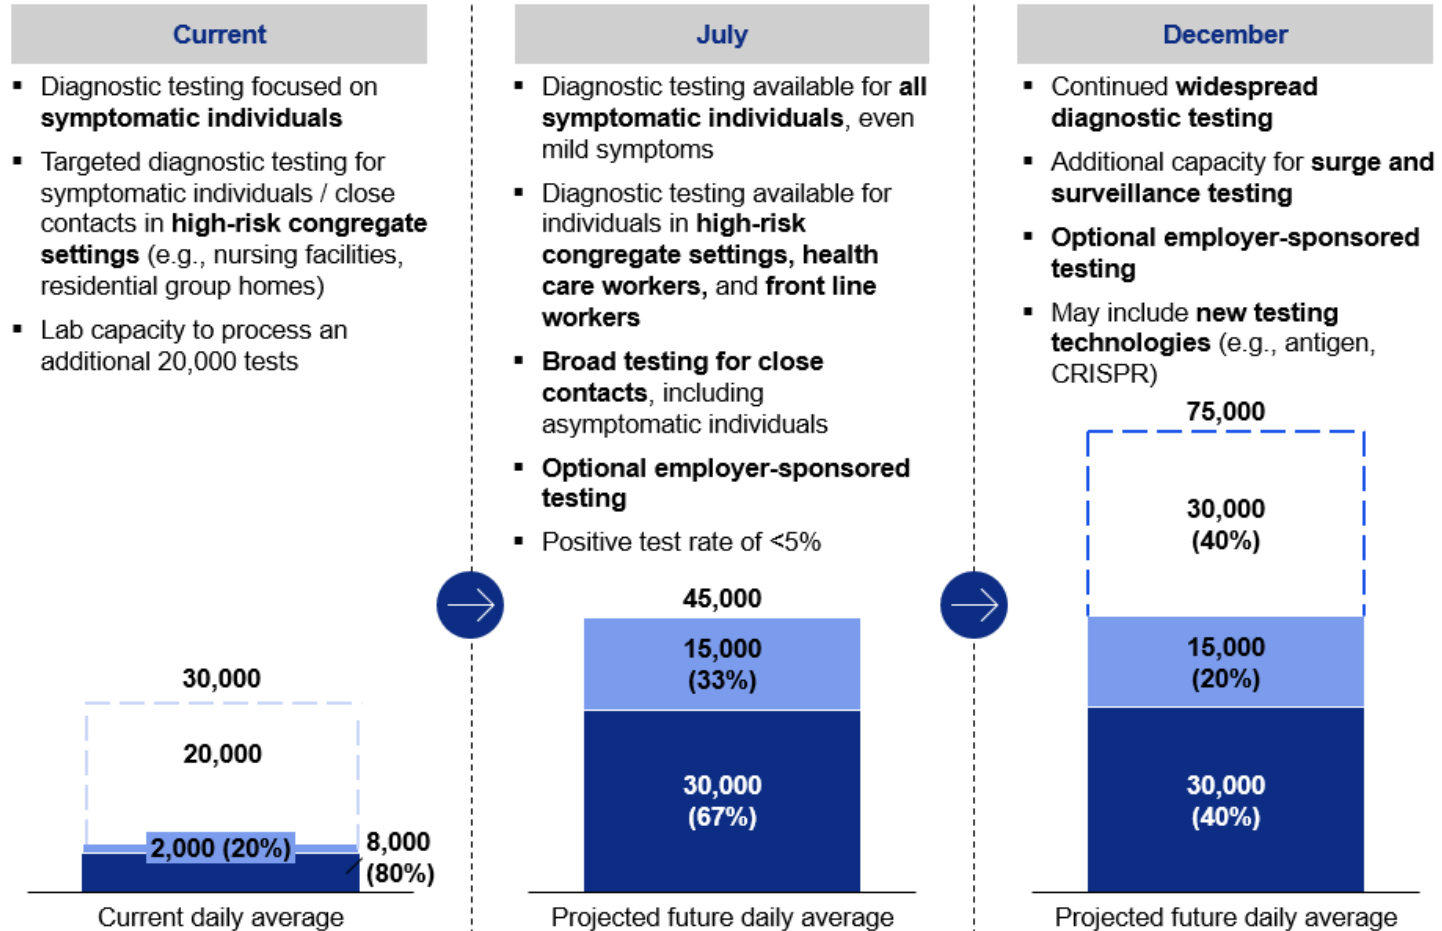 Current
▪ Diagnostic testing focused on
symptomatic individuals
▪ Targeted diagnostic testing for
symptomatic individuals / close
contacts in high-risk congregate
settings (e.g., nursing facilities,
residential group homes)
▪ Lab capacity to process an
additional 20,000 tests
30,000
20,000
2,000 (20%)
8,000
(80%)
Current daily average
July
▪ Diagnostic testing available for all
symptomatic individuals, even
mild symptoms
▪ Diagnostic testing available for
individuals in high-risk
congregate settings, health
care workers, and front line
workers
▪ Broad testing for close
contacts, including
asymptomatic individuals
▪ Optional employer-sponsored
testing
▪ Positive test rate of <5%
45,000
15,000
(33%)
30,000
(67%)
Projected future daily average
December
▪ Continued widespread
diagnostic testing
▪ Additional capacity for surge and
surveillance testing
▪ Optional employer-sponsored
testing
▪ May include new testing
technologies (e.g., antigen,
CRISPR)
75,000
30,000
(40%)
15,000
(20%)
30,000
(40%)
Projected future daily average